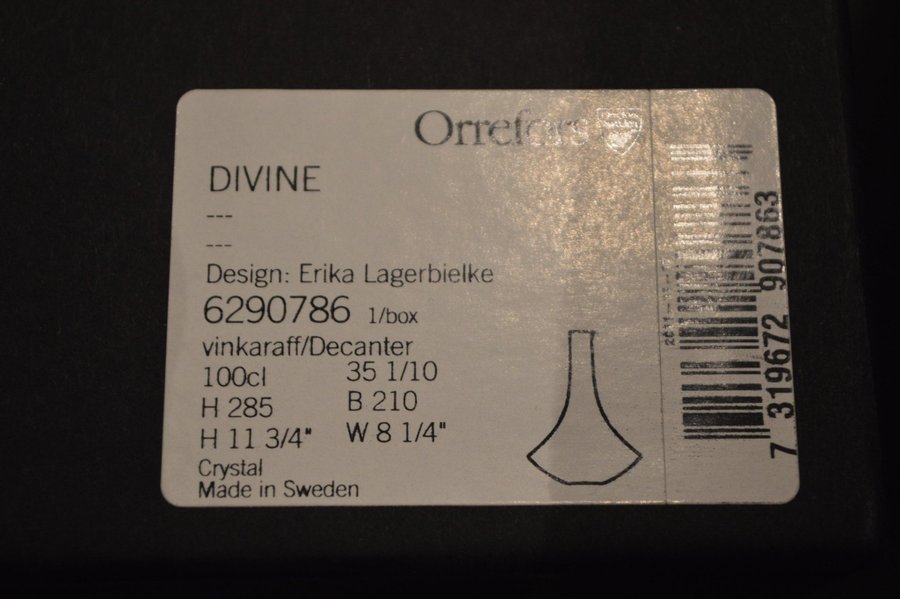 Orrefors
DIVINE
---
---
Design: Erika Lagerbielke
6290786 1/box
vinkaraff/Decanter
100cl 35 1/10
H 285 B 210
H 11 3/4" W 8 1/4"
Crystal
Made in Sweden
7 319672 907863